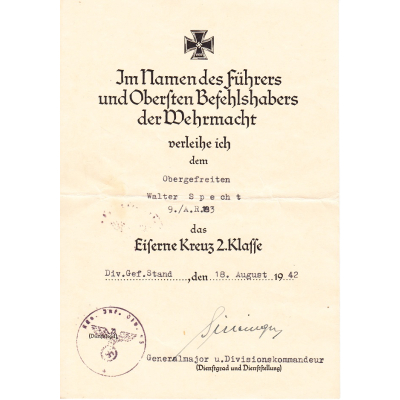 Im Namen des Führers
und Obersten Befehlshabers
der Wehrmacht
verleihe ich
dem
Obergefreiten
Walter Specht
9./A.R.183
das
Eiserne Kreuz 2. Klasse
Div.Gef.Stand, den 18. August 1942
(Dienstsiegel)
Generalmajor u.Divisionskommandeur
(Dienstgrad und Dienststellung)